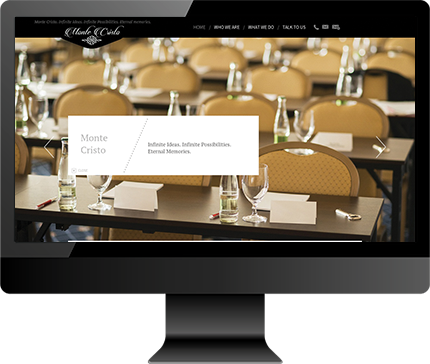 Monte Cristo. Infinite Ideas. Infinite Possibilities. Eternal Memories.
Monte Cristo
HOME / WHO WE ARE / WHAT WE DO / TALK TO US
Monte
Cristo
Infinite Ideas. Infinite Possibilities.
Eternal Memories.